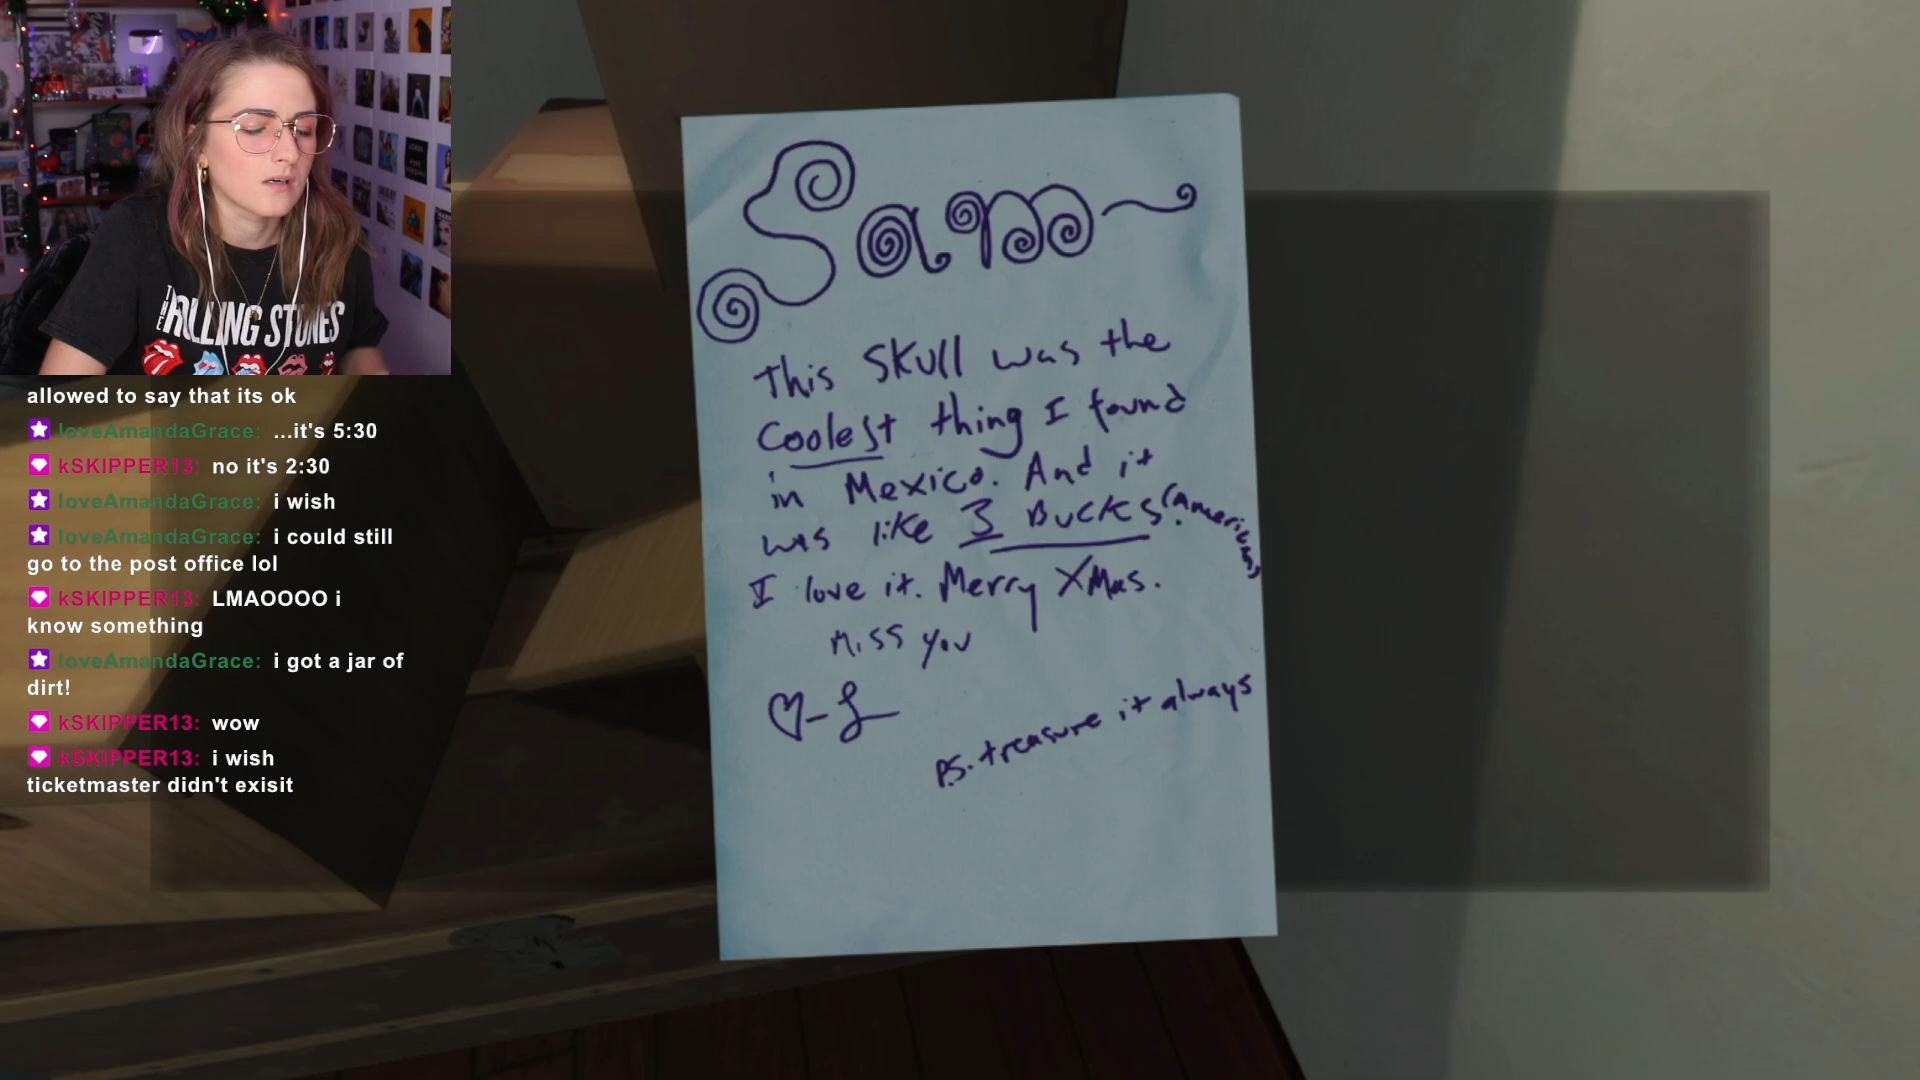 THE
ROLLING STONES
allowed to say that its ok
loveAmandaGrace: ...it's 5:30
kSKIPPER13: no it's 2:30
loveAmandaGrace: i wish
loveAmandaGrace: i could still
go to the post office lol
kSKIPPER13: LMAOOOO i
know something
loveAmandaGrace: i got a jar of
dirt!
kSKIPPER13: wow
kSKIPPER13: i wish
ticketmaster didn't exisit
Sam
This SKull was the
Coolest thing I found
in Mexico. And it
was like 3 BUCKS! (American)
I love it. Merry XMas.
Miss you
♡-L
PS. treasure it always